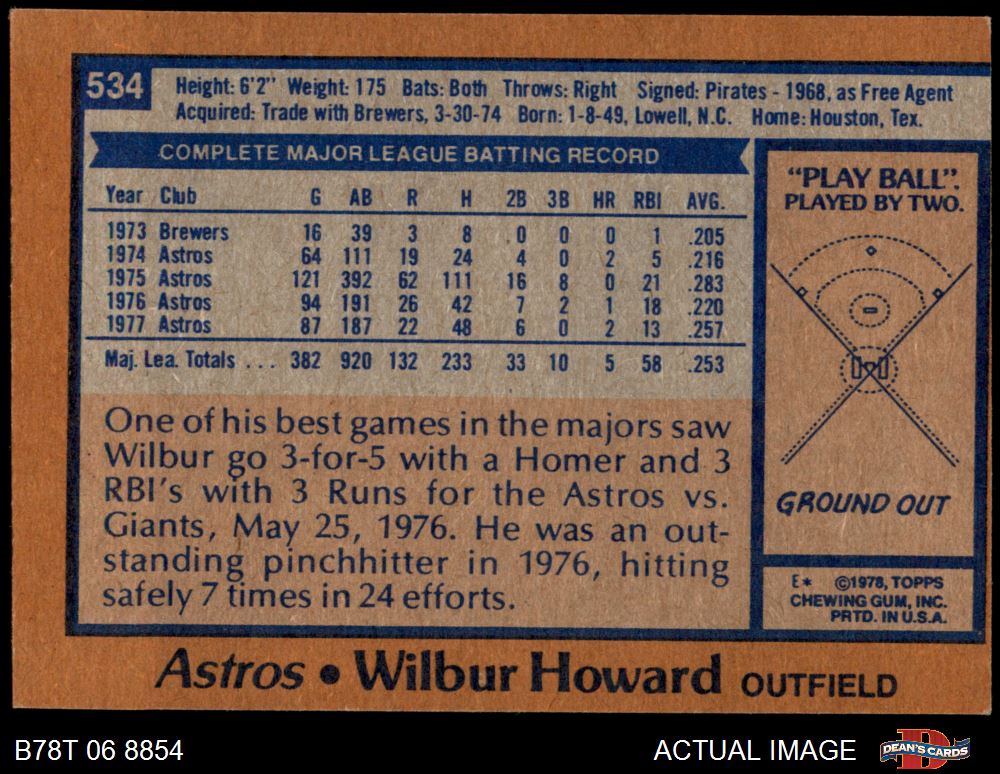 534
Height: 6'2" Weight: 175 Bats: Both Throws: Right Signed: Pirates - 1968, as Free Agent
Acquired: Trade with Brewers, 3-30-74 Born: 1-8-49, Lowell, N.C. Home: Houston, Tex.
COMPLETE MAJOR LEAGUE BATTING RECORD
Year Club G AB R H 2B 3B HR RBI AVG.
1973 Brewers 16 39 3 8 0 0 0 1 .205
1974 Astros 64 111 19 24 4 0 2 5 .216
1975 Astros 121 392 62 111 16 8 0 21 .283
1976 Astros 94 191 26 42 7 2 1 18 .220
1977 Astros 87 187 22 48 6 0 2 13 .257
Maj. Lea. Totals . . . 382 920 132 233 33 10 5 58 .253
One of his best games in the majors saw
Wilbur go 3-for-5 with a Homer and 3
RBI's with 3 Runs for the Astros vs.
Giants, May 25, 1976. He was an out-
standing pinchhitter in 1976, hitting
safely 7 times in 24 efforts.
"PLAY BALL".
PLAYED BY TWO.
GROUND OUT
E* ©1978, TOPPS
CHEWING GUM, INC.
PRTD. IN U.S.A.
Astros • Wilbur Howard OUTFIELD
B78T 06 8854 ACTUAL IMAGE DEAN'S CARDS